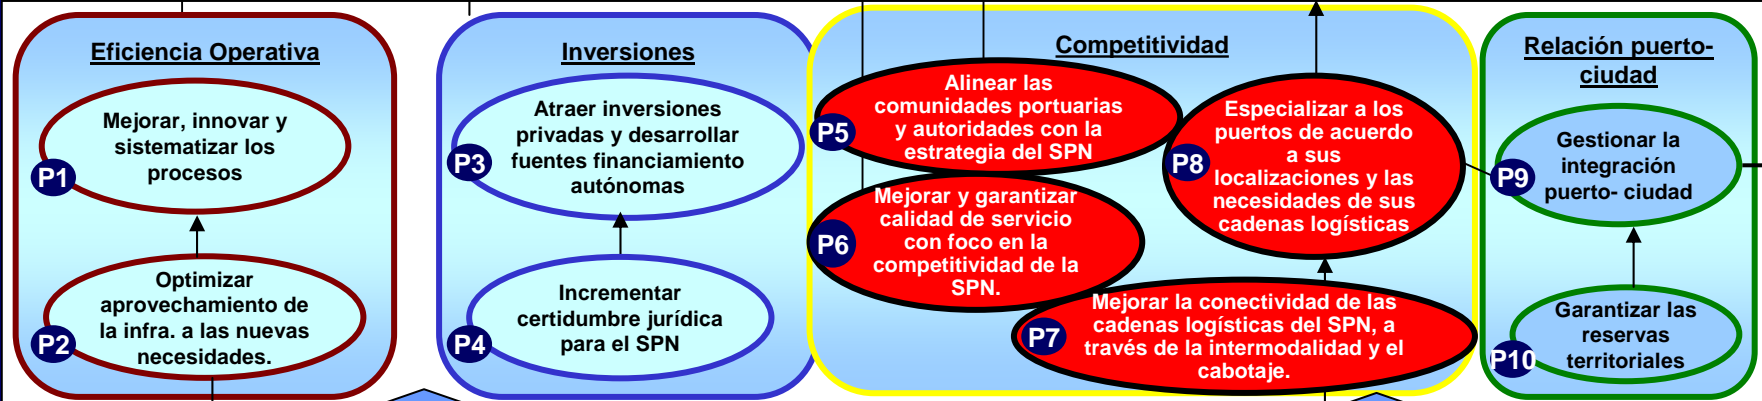 Eficiencia Operativa
Mejorar, innovar y
sistematizar los
procesos
P1
Optimizar
aprovechamiento de
la infra. a las nuevas
necesidades.
P2
Inversiones
Atraer inversiones
privadas y desarrollar
fuentes financiamiento
autónomas
P3
Incrementar
certidumbre jurídica
para el SPN
P4
Competitividad
Alinear las
comunidades portuarias
y autoridades con la
estrategia del SPN
P5
Mejorar y garantizar
calidad de servicio
con foco en la
competitividad de la
SPN.
P6
Mejorar la conectividad de las
cadenas logísticas del SPN, a
través de la intermodalidad y el
cabotaje.
P7
Especializar a los
puertos de acuerdo
a sus
localizaciones y las
necesidades de sus
cadenas logísticas
P8
Relación puerto-
ciudad
Gestionar la
integración
puerto- ciudad
P9
Garantizar las
reservas
territoriales
P10